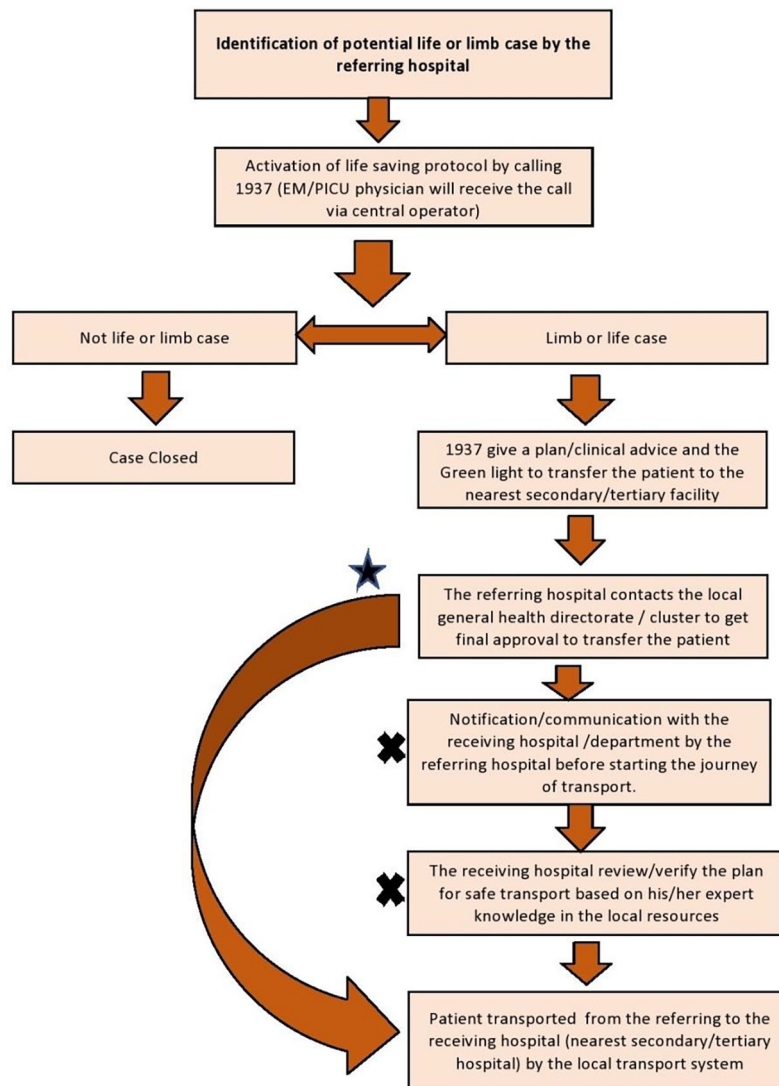 Identification of potential life or limb case by the
referring hospital
Activation of life saving protocol by calling
1937 (EM/PICU physician will receive the call
via central operator)
Not life or limb case
Limb or life case
Case Closed
1937 give a plan/clinical advice and the
Green light to transfer the patient to the
nearest secondary/tertiary facility
The referring hospital contacts the local
general health directorate / cluster to get
final approval to transfer the patient
Notification/communication with the
receiving hospital /department by the
referring hospital before starting the journey
of transport.
The receiving hospital review/verify the plan
for safe transport based on his/her expert
knowledge in the local resources
Patient transported from the referring to the
receiving hospital (nearest secondary/tertiary
hospital) by the local transport system